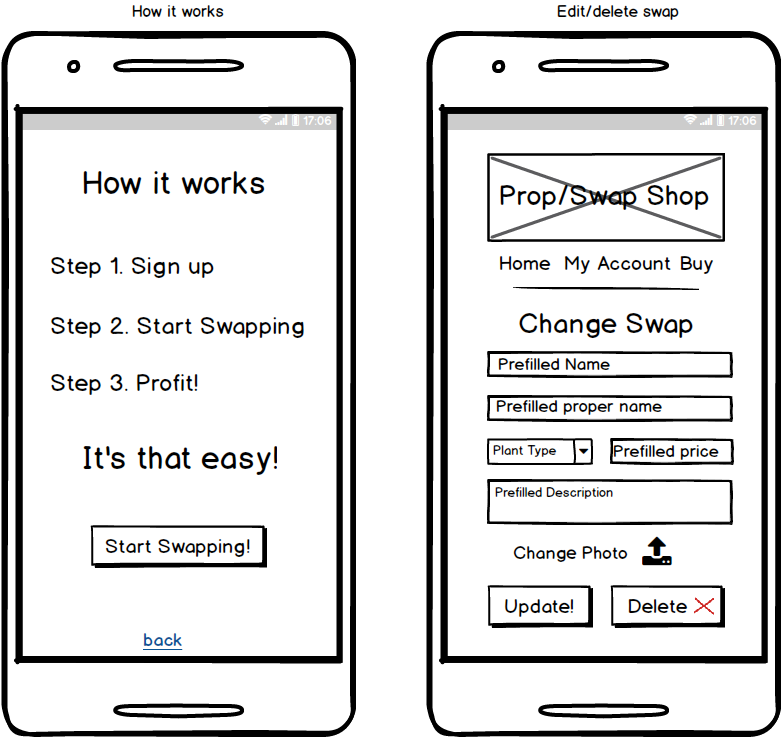 How it works
17:06
How it works
Step 1. Sign up
Step 2. Start Swapping
Step 3. Profit!
It's that easy!
Start Swapping!
back
Edit/delete swap
17:06
Prop/Swap Shop
Home My Account Buy
Change Swap
Prefilled Name
Prefilled proper name
Plant Type
Prefilled price
Prefilled Description
Change Photo
Update!
Delete